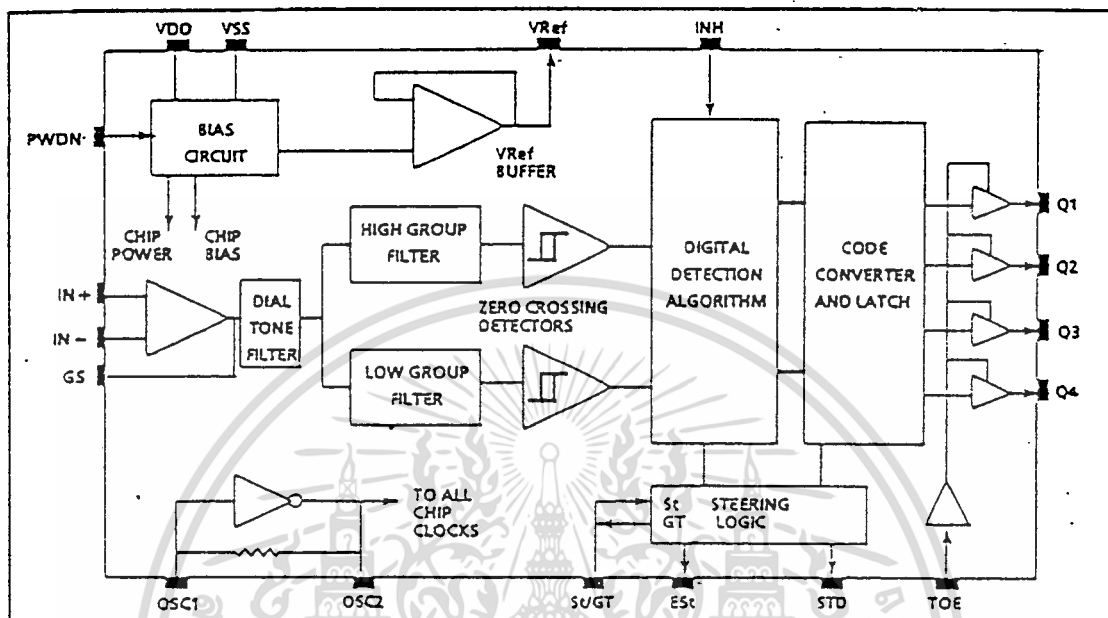 VDD VSS VRef INH
PWDN
BIAS
CIRCUIT
VRef
BUFFER
CHIP
POWER
CHIP
BIAS
HIGH GROUP
FILTER
DIGITAL
DETECTION
ALGORITHM
CODE
CONVERTER
AND LATCH
Q1
Q2
Q3
Q4
IN +
IN -
GS
DIAL
TONE
FILTER
ZERO CROSSING
DETECTORS
LOW GROUP
FILTER
TO ALL
CHIP
CLOCKS
St
GT
STEERING
LOGIC
OSC1 OSC2 St/GT ESt STD TOE